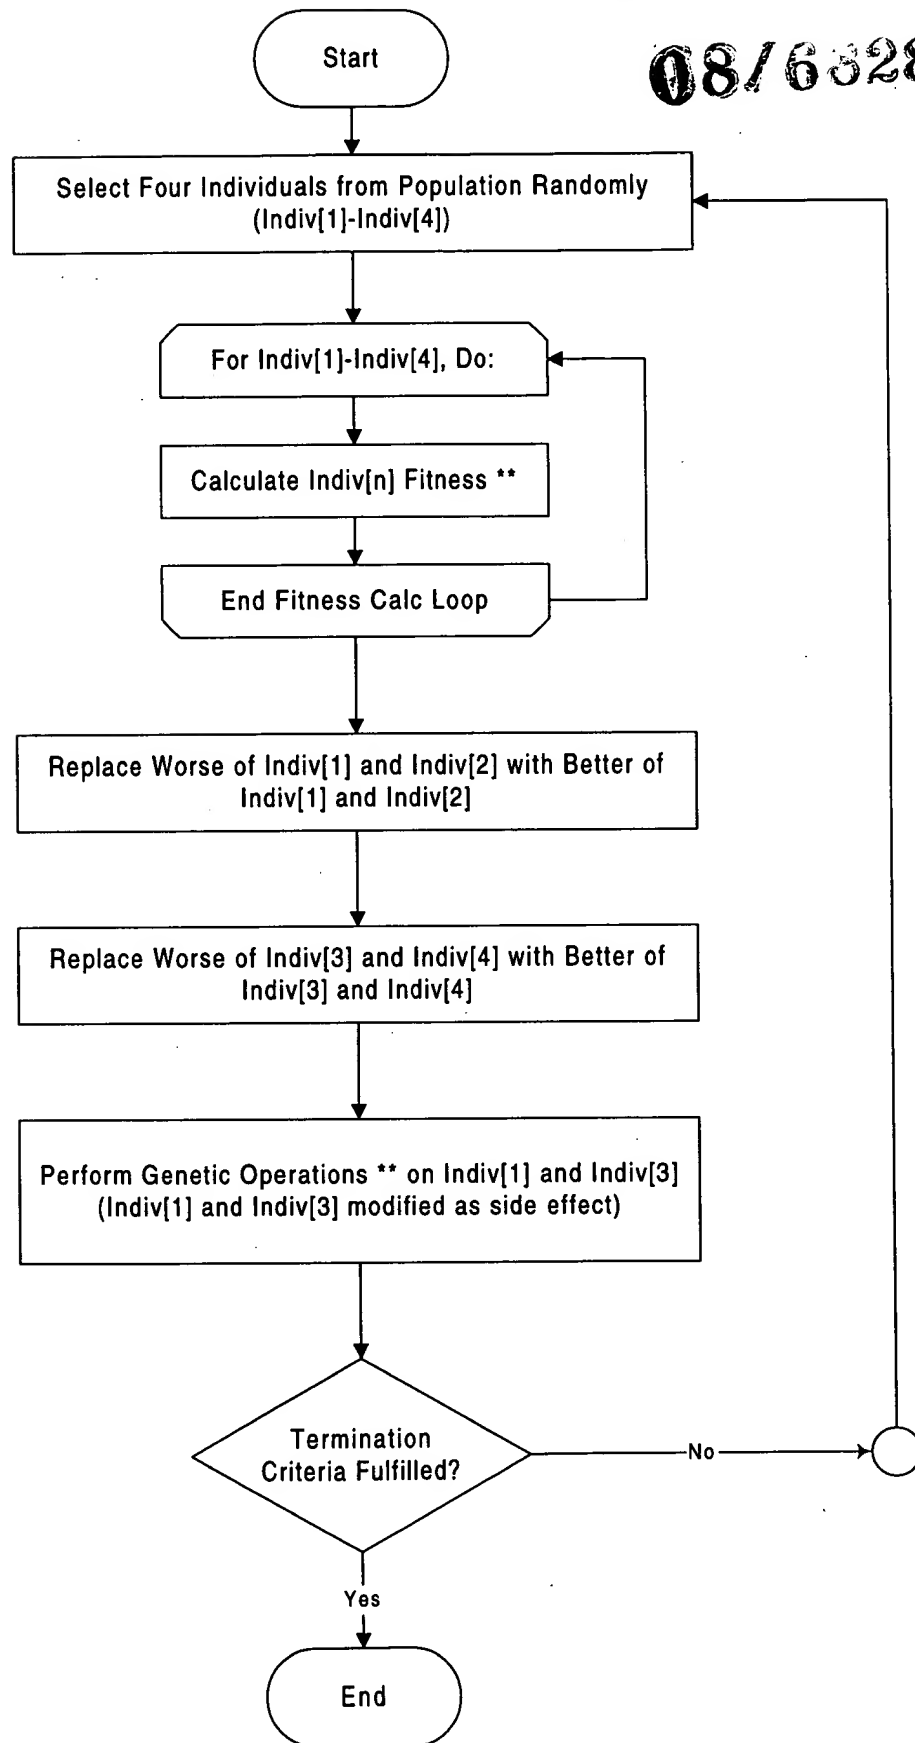 Start
08/6328
Select Four Individuals from Population Randomly
(Indiv[1]-Indiv[4])
For Indiv[1]-Indiv[4], Do:
Calculate Indiv[n] Fitness **
End Fitness Calc Loop
Replace Worse of Indiv[1] and Indiv[2] with Better of
Indiv[1] and Indiv[2]
Replace Worse of Indiv[3] and Indiv[4] with Better of
Indiv[3] and Indiv[4]
Perform Genetic Operations ** on Indiv[1] and Indiv[3]
(Indiv[1] and Indiv[3] modified as side effect)
Termination
Criteria Fulfilled?
No
Yes
End